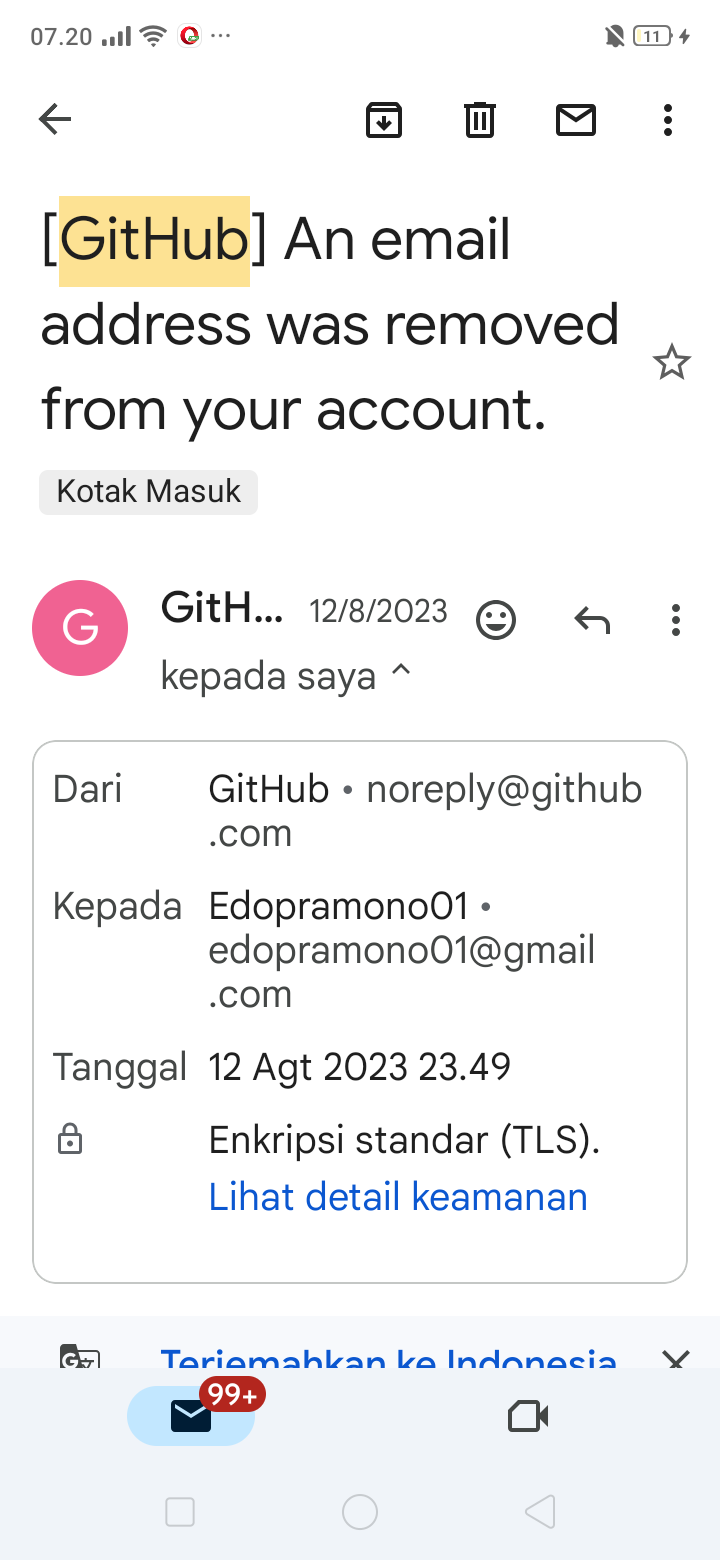 07.20
11
[GitHub] An email
address was removed
from your account.
Kotak Masuk
G
GitH... 12/8/2023
kepada saya
Dari GitHub • noreply@github
.com
Kepada Edopramono01 •
edopramono01@gmail
.com
Tanggal 12 Agt 2023 23.49
Enkripsi standar (TLS).
Lihat detail keamanan
Terjemahkan ke Indonesia
99+